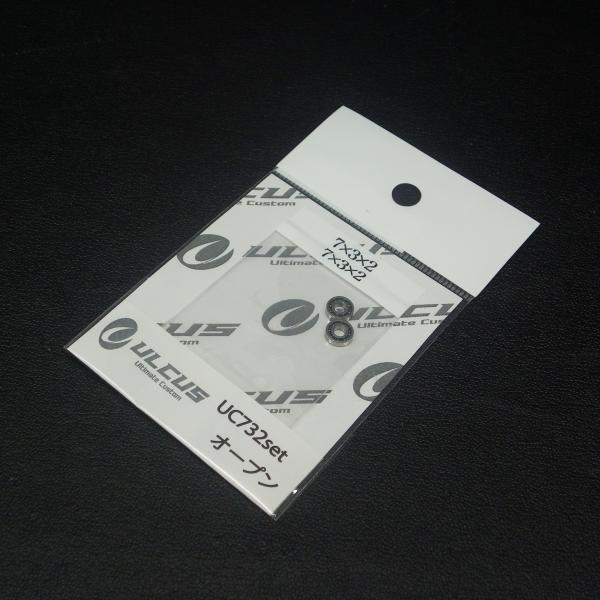 7×3×2
7×3×2
ULCUS
Ultimate Custom
ULCUS
Ultimate Custom
UC732set
オープン